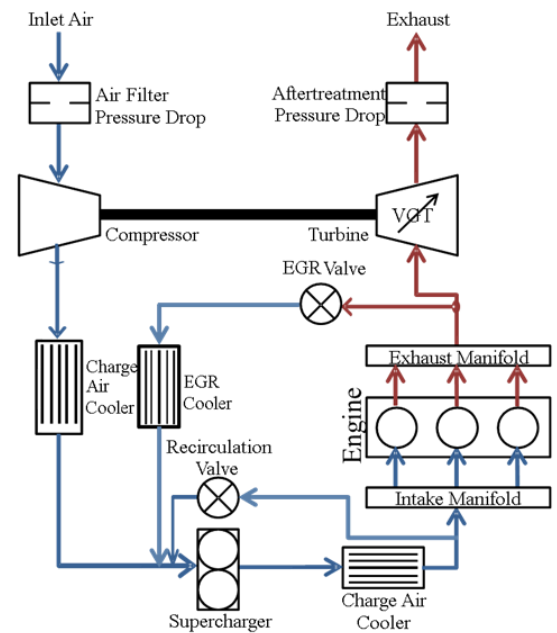 Inlet Air
Exhaust
Air Filter
Pressure Drop
Aftertreatment
Pressure Drop
VGT
Compressor
Turbine
EGR Valve
Charge
Air
Cooler
EGR
Cooler
Exhaust Manifold
Engine
Recirculation
Valve
Intake Manifold
Supercharger
Charge Air
Cooler